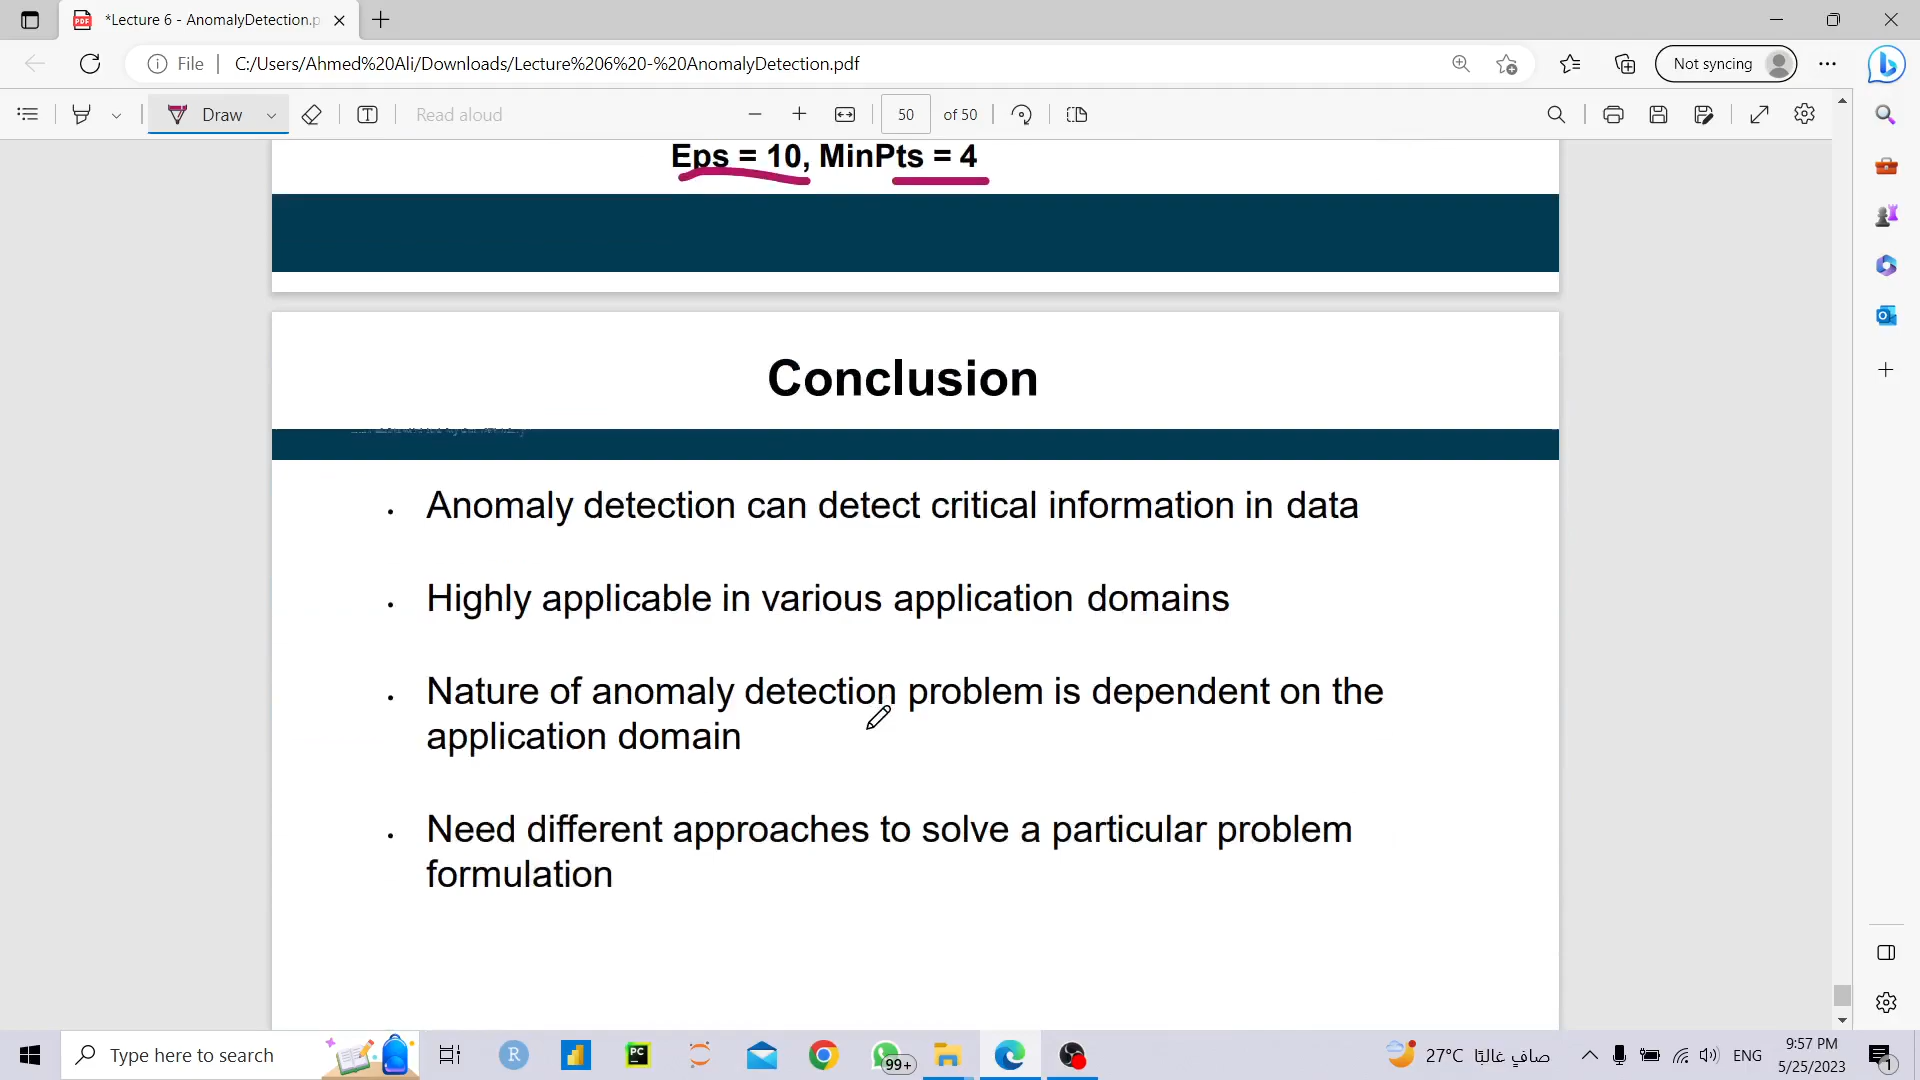 *Lecture 6 - AnomalyDetection.p
File
C:/Users/Ahmed%20Ali/Downloads/Lecture%206%20-%20AnomalyDetection.pdf
Not syncing
Draw
Read aloud
50 of 50
Eps = 10, MinPts = 4
Conclusion
. Anomaly detection can detect critical information in data
. Highly applicable in various application domains
. Nature of anomaly detection problem is dependent on the
application domain
. Need different approaches to solve a particular problem
formulation
Type here to search
R
PC
99+
27°C صافٍ غالبًا
ENG
9:57 PM
5/25/2023
1